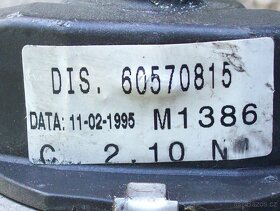 DIS. 60570815
DATA: 11-02-1995 M1386
C. 2.10 N